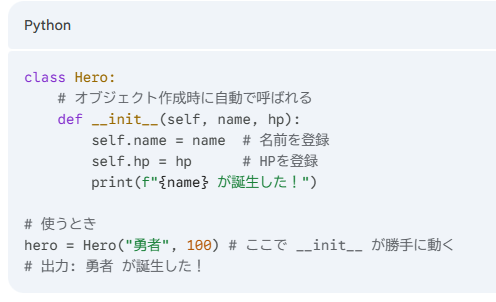 Python
class Hero:
    # オブジェクト作成時に自動で呼ばれる
    def __init__(self, name, hp):
        self.name = name  # 名前を登録
        self.hp = hp      # HPを登録
        print(f"{name} が誕生した！")
# 使うとき
hero = Hero("勇者", 100) # ここで __init__ が勝手に動く
# 出力: 勇者 が誕生した！